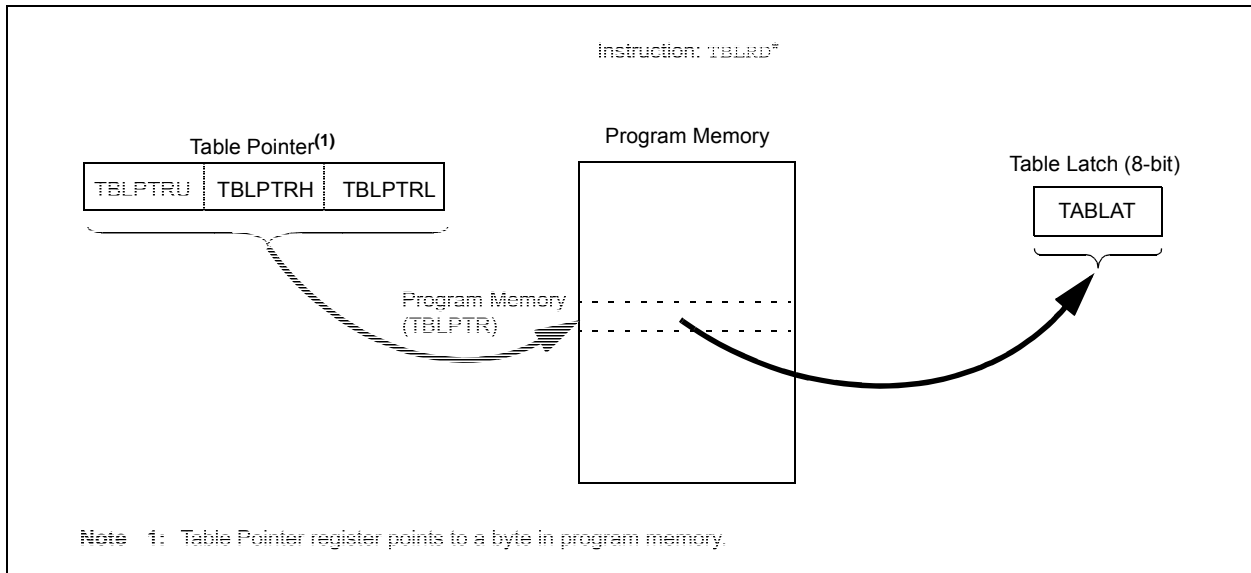 Instruction: TBLRD*
Table Pointer(1)
TBLPTRU TBLPTRH TBLPTRL
Program Memory
Table Latch (8-bit)
TABLAT
Program Memory
(TBLPTR)
Note 1: Table Pointer register points to a byte in program memory.